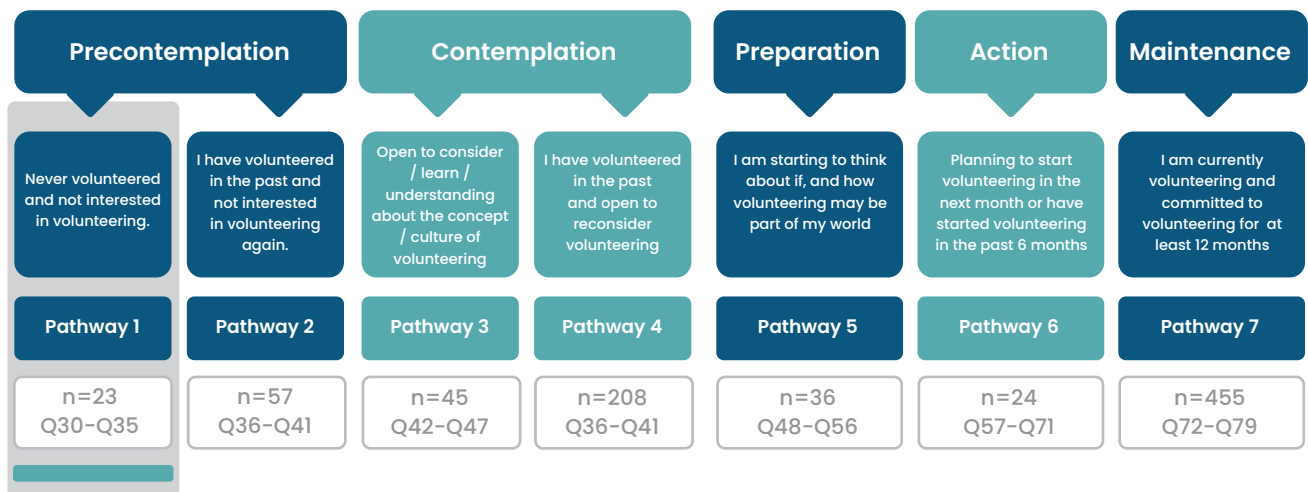 Precontemplation
Contemplation
Preparation
Action
Maintenance
Never volunteered
and not interested
in volunteering.
I have volunteered
in the past and
not interested
in volunteering
again.
Open to consider
/ learn /
understanding
about the concept
/ culture of
volunteering
I have volunteered
in the past
and open to
reconsider
volunteering
I am starting to think
about if, and how
volunteering may be
part of my world
Planning to start
volunteering in the
next month or have
started volunteering
in the past 6 months
I am currently
volunteering and
committed to
volunteering for at
least 12 months
Pathway 1
Pathway 2
Pathway 3
Pathway 4
Pathway 5
Pathway 6
Pathway 7
n=23
Q30-Q35
n=57
Q36-Q41
n=45
Q42-Q47
n=208
Q36-Q41
n=36
Q48-Q56
n=24
Q57-Q71
n=455
Q72-Q79